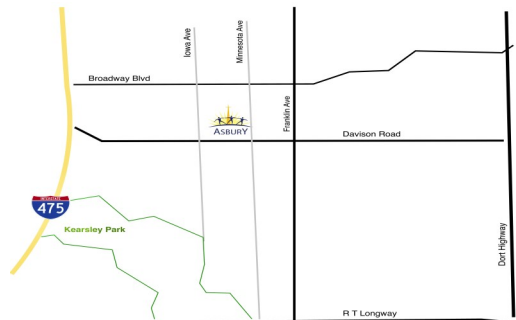 Iowa Ave
Minnesota Ave
Broadway Blvd
Franklin Ave
ASBURY
Davison Road
INTERSTATE
475
Kearsley Park
Dort Highway
R T Longway